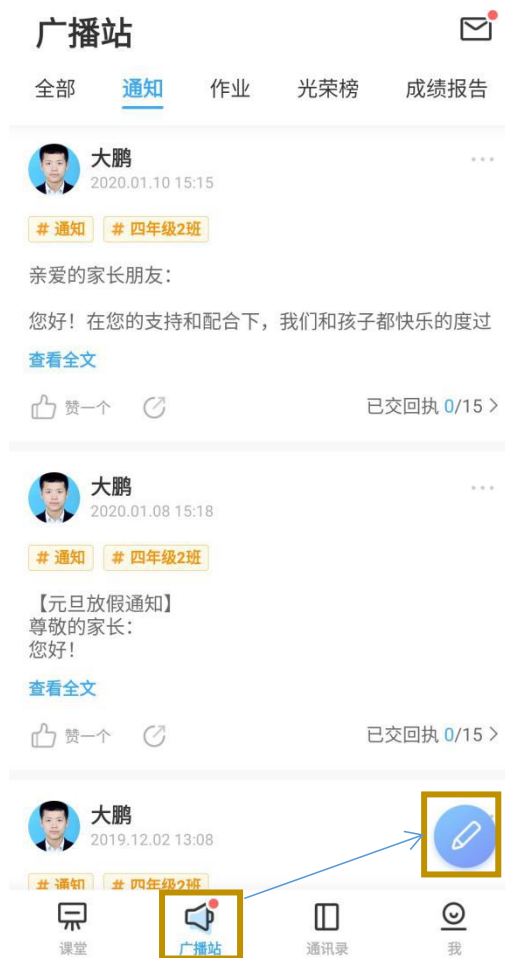 广播站
全部 通知 作业 光荣榜 成绩报告
大鹏
2020.01.10 15:15
# 通知 # 四年级2班
亲爱的家长朋友：
您好！在您的支持和配合下，我们和孩子都快乐的度过
查看全文
赞一个 已交回执 0/15
大鹏
2020.01.08 15:18
# 通知 # 四年级2班
【元旦放假通知】
尊敬的家长：
您好！
查看全文
赞一个 已交回执 0/15
大鹏
2019.12.02 13:08
# 通知 # 四年级2班
课堂 广播站 通讯录 我